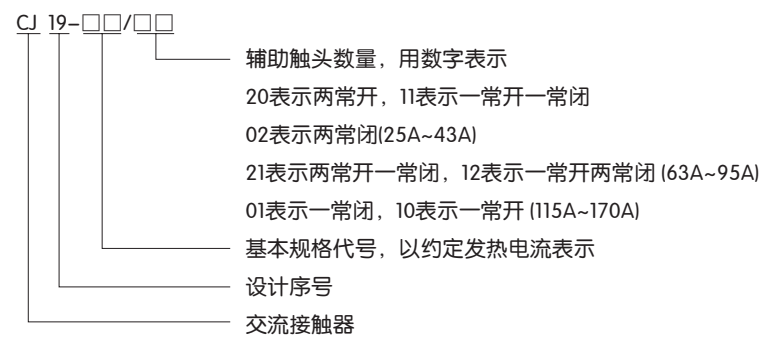 CJ 19-□□/□□
辅助触头数量，用数字表示
20表示两常开，11表示一常开一常闭
02表示两常闭(25A~43A)
21表示两常开一常闭，12表示一常开两常闭 (63A~95A)
01表示一常闭，10表示一常开 (115A~170A)
基本规格代号，以约定发热电流表示
设计序号
交流接触器